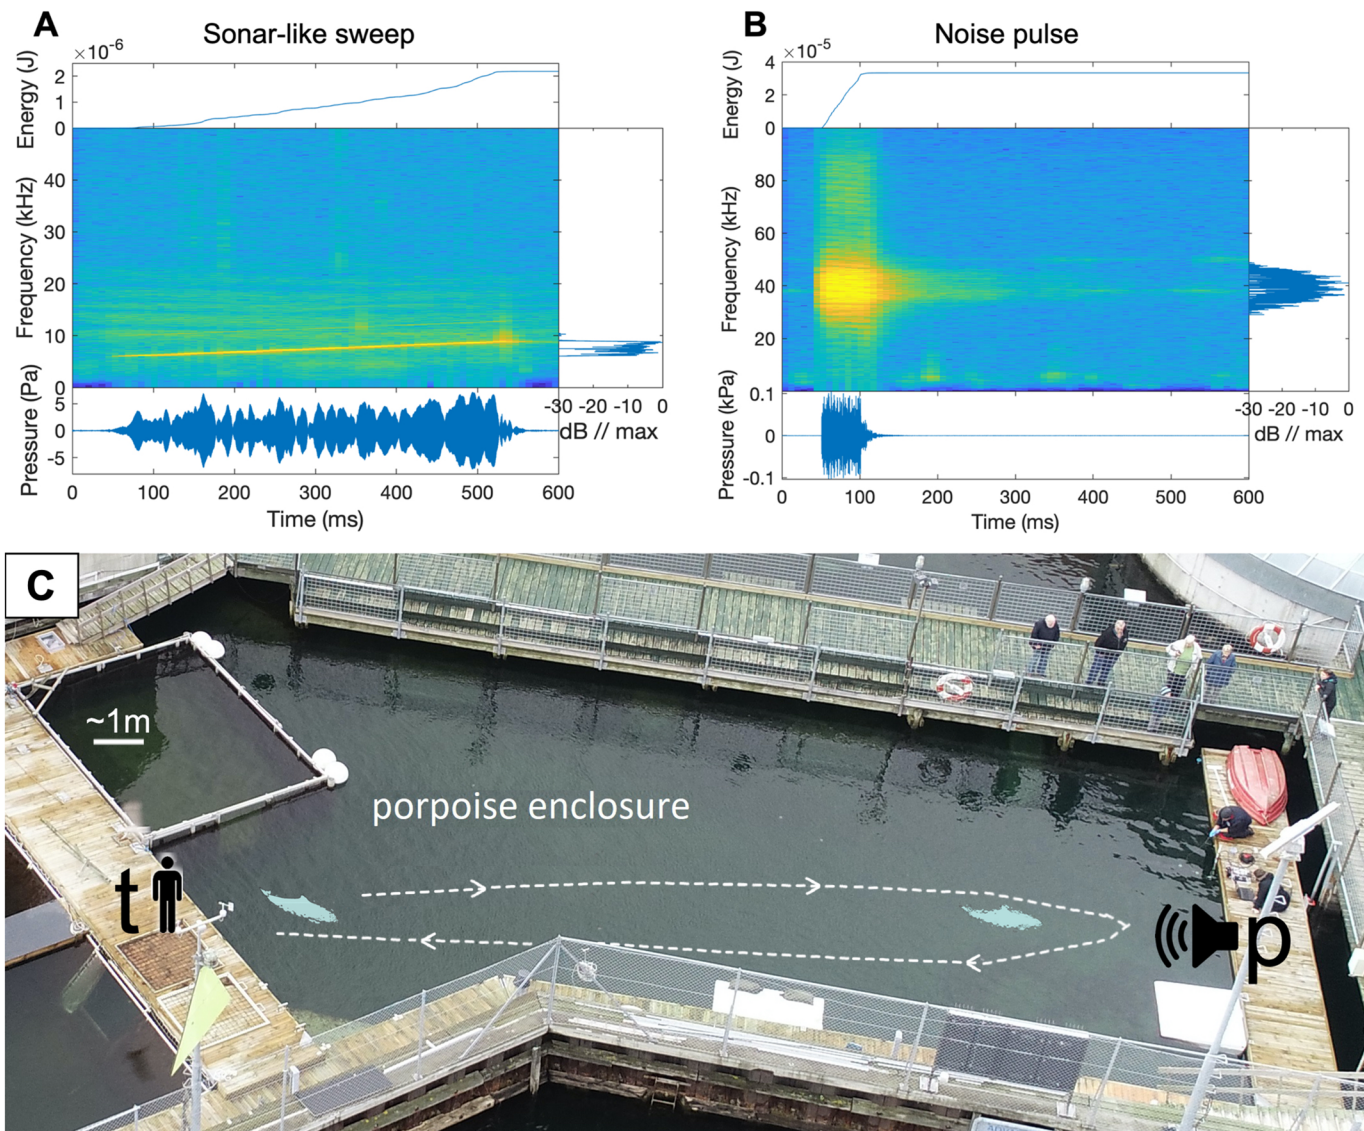 A
Sonar-like sweep
×10⁻⁶
Energy (J)
2
1
0
Frequency (kHz)
40
30
20
10
0
Pressure (Pa)
5
0
-5
0 100 200 300 400 500 600
Time (ms)
-30 -20 -10 0
dB // max
B
Noise pulse
×10⁻⁵
Energy (J)
4
2
0
Frequency (kHz)
80
60
40
20
Pressure (kPa)
0.1
0
-0.1
0 100 200 300 400 500 600
Time (ms)
-30 -20 -10 0
dB // max
C
~1m
porpoise enclosure
t
p